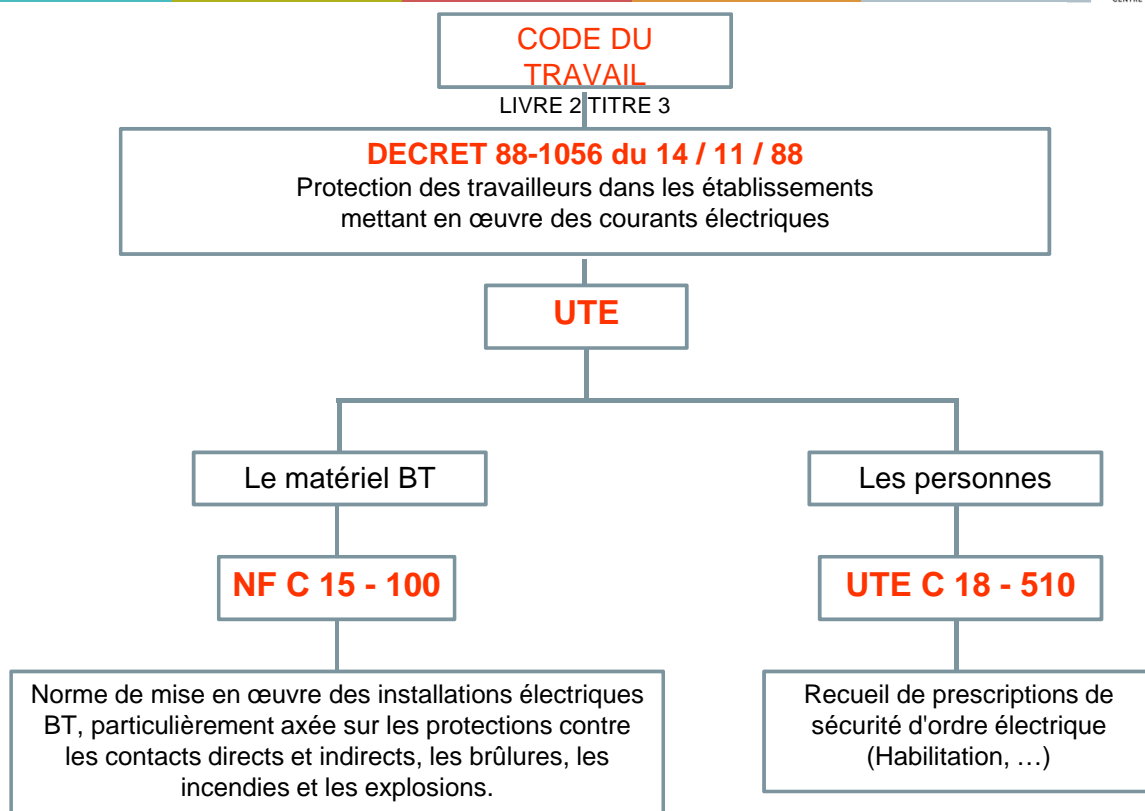 CODE DU
TRAVAIL
LIVRE 2 TITRE 3
DECRET 88-1056 du 14 / 11 / 88
Protection des travailleurs dans les établissements
mettant en œuvre des courants électriques
UTE
Le matériel BT
Les personnes
NF C 15 - 100
UTE C 18 - 510
Norme de mise en œuvre des installations électriques
BT, particulièrement axée sur les protections contre
les contacts directs et indirects, les brûlures, les
incendies et les explosions.
Recueil de prescriptions de
sécurité d'ordre électrique
(Habilitation, …)